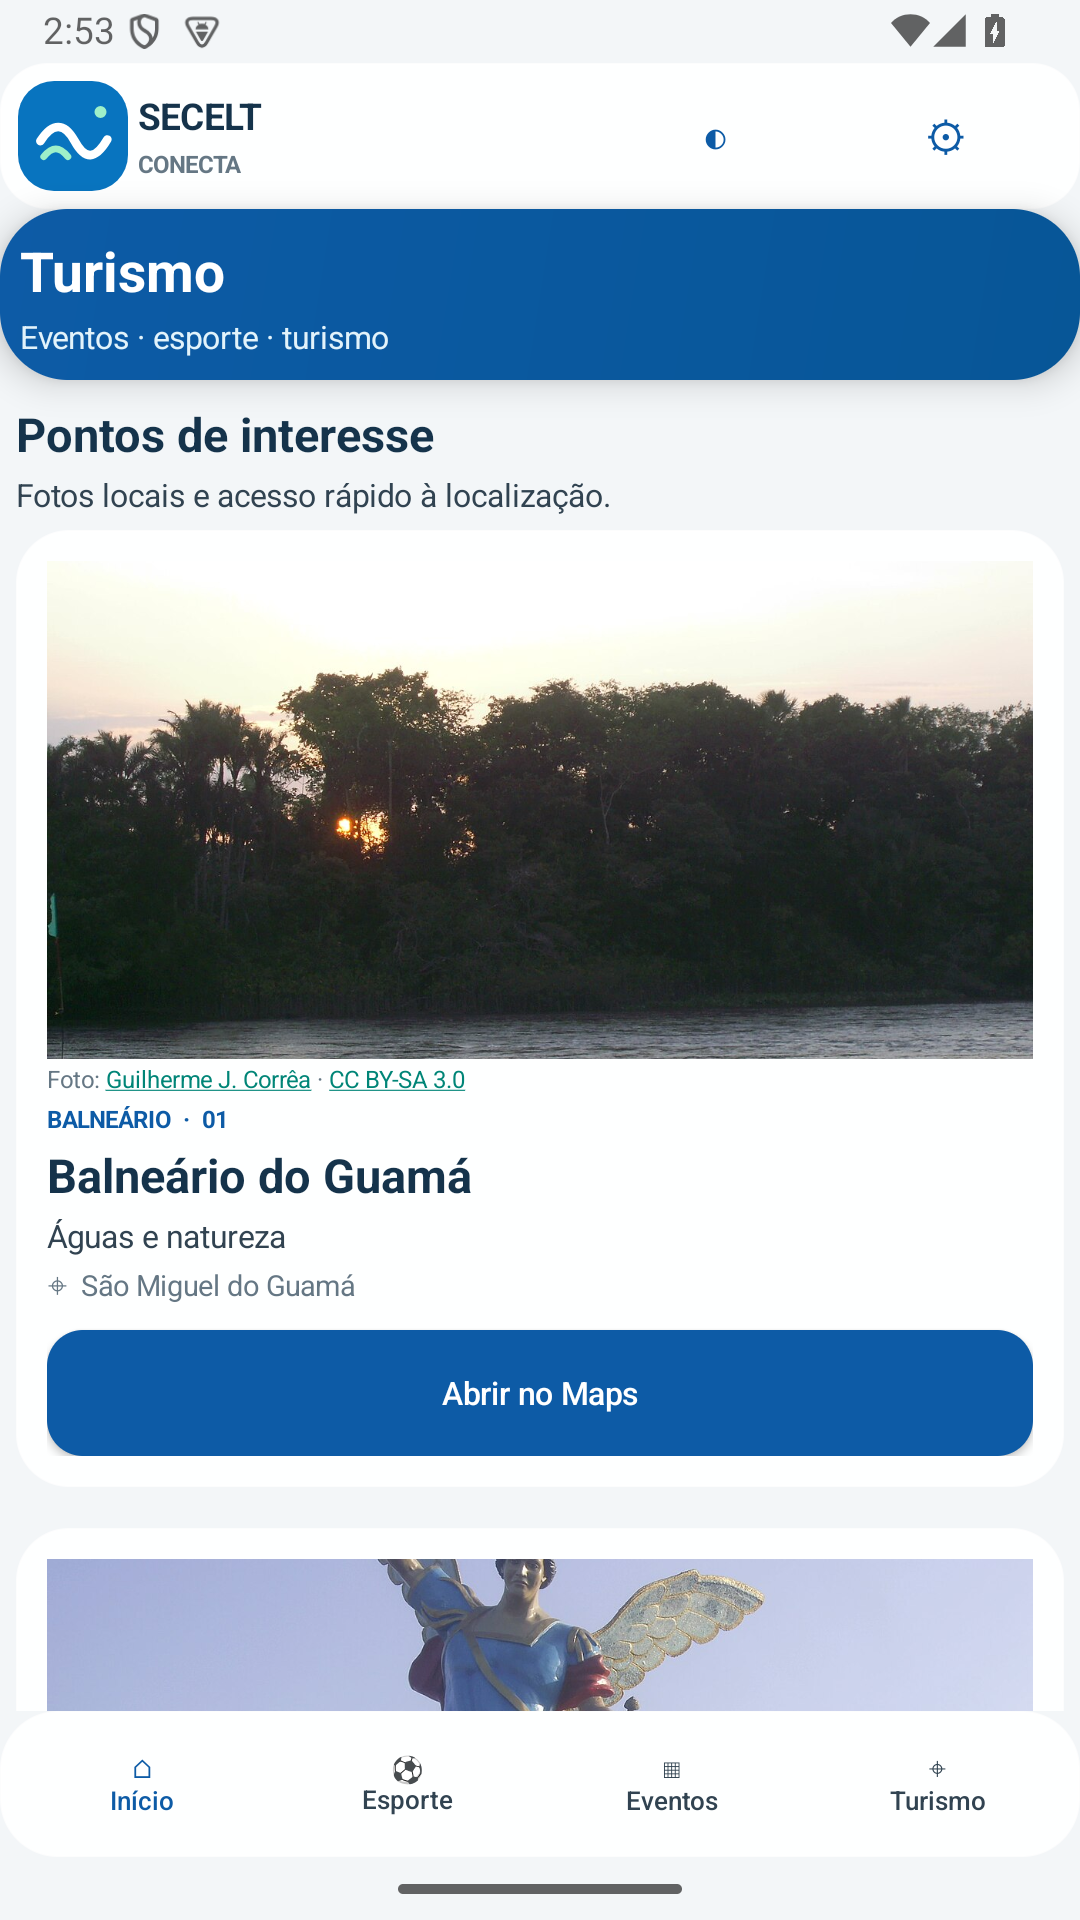 2:53
SECELT
CONECTA
Turismo
Eventos · esporte · turismo
Pontos de interesse
Fotos locais e acesso rápido à localização.
Foto: Guilherme J. Corrêa · CC BY-SA 3.0
BALNEÁRIO · 01
Balneário do Guamá
Águas e natureza
⌖ São Miguel do Guamá
Abrir no Maps
Início
Esporte
Eventos
Turismo